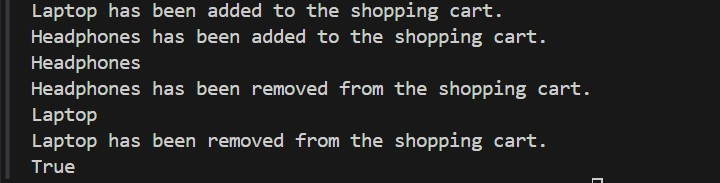 Laptop has been added to the shopping cart.
Headphones has been added to the shopping cart.
Headphones
Headphones has been removed from the shopping cart.
Laptop
Laptop has been removed from the shopping cart.
True